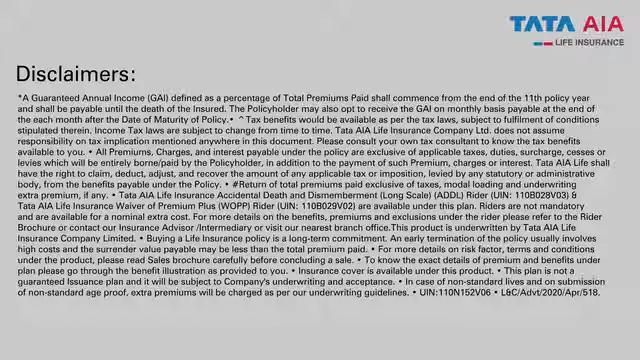 TATA AIA
LIFE INSURANCE
Disclaimers:
*A Guaranteed Annual Income (GAI) defined as a percentage of Total Premiums Paid shall commence from the end of the 11th policy year
and shall be payable until the death of the Insured. The Policyholder may also opt to receive the GAI on monthly basis payable at the end of
the each month after the Date of Maturity of Policy.• ^Tax benefits would be available as per the tax laws, subject to fulfilment of conditions
stipulated therein. Income Tax laws are subject to change from time to time. Tata AIA Life Insurance Company Ltd. does not assume
responsibility on tax implication mentioned anywhere in this document. Please consult your own tax consultant to know the tax benefits
available to you. • All Premiums, Charges, and interest payable under the policy are exclusive of applicable taxes, duties, surcharge, cesses or
levies which will be entirely borne/paid by the Policyholder, in addition to the payment of such Premium, charges or interest. Tata AIA Life shall
have the right to claim, deduct, adjust, and recover the amount of any applicable tax or imposition, levied by any statutory or administrative
body, from the benefits payable under the Policy. • #Return of total premiums paid exclusive of taxes, modal loading and underwriting
extra premium, if any. • Tata AIA Life Insurance Accidental Death and Dismemberment (Long Scale) (ADDL) Rider (UIN: 110B028V03) &
Tata AIA Life Insurance Waiver of Premium Plus (WOPP) Rider (UIN: 110B029V02) are available under this plan. Riders are not mandatory
and are available for a nominal extra cost. For more details on the benefits, premiums and exclusions under the rider please refer to the Rider
Brochure or contact our Insurance Advisor /Intermediary or visit our nearest branch office.This product is underwritten by Tata AIA Life
Insurance Company Limited. • Buying a Life Insurance policy is a long-term commitment. An early termination of the policy usually involves
high costs and the surrender value payable may be less than the total premium paid. • For more details on risk factor, terms and conditions
under the product, please read Sales brochure carefully before concluding a sale. • To know the exact details of premium and benefits under
plan please go through the benefit illustration as provided to you. • Insurance cover is available under this product. • This plan is not a
guaranteed Issuance plan and it will be subject to Company's underwriting and acceptance. • In case of non-standard lives and on submission
of non-standard age proof, extra premiums will be charged as per our underwriting guidelines. • UIN:110N152V06 • L&C/Advt/2020/Apr/518.